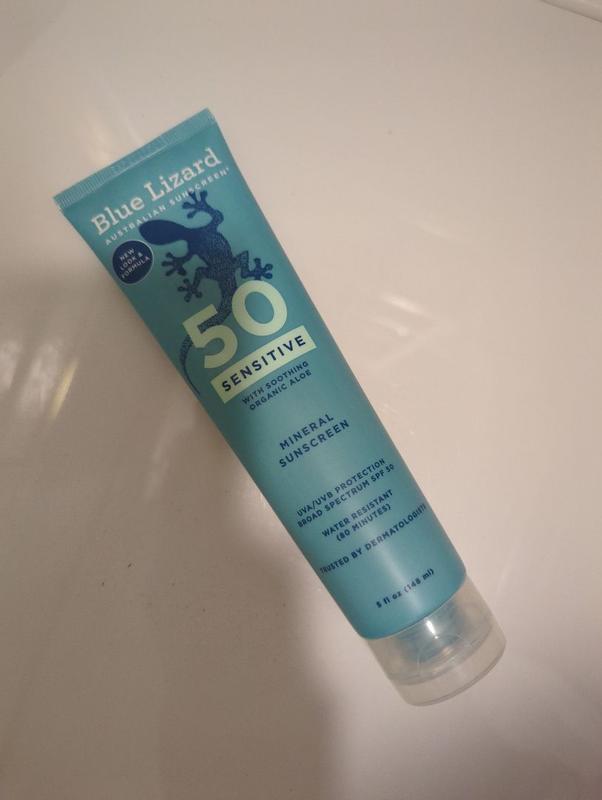 Blue Lizard
AUSTRALIAN SUNSCREEN®
NEW
LOOK &
FORMULA
50
SENSITIVE
WITH SOOTHING
ORGANIC ALOE
MINERAL
SUNSCREEN
UVA/UVB PROTECTION
BROAD SPECTRUM SPF 50
WATER RESISTANT
(80 MINUTES)
TRUSTED BY DERMATOLOGISTS
5 fl oz (148 ml)